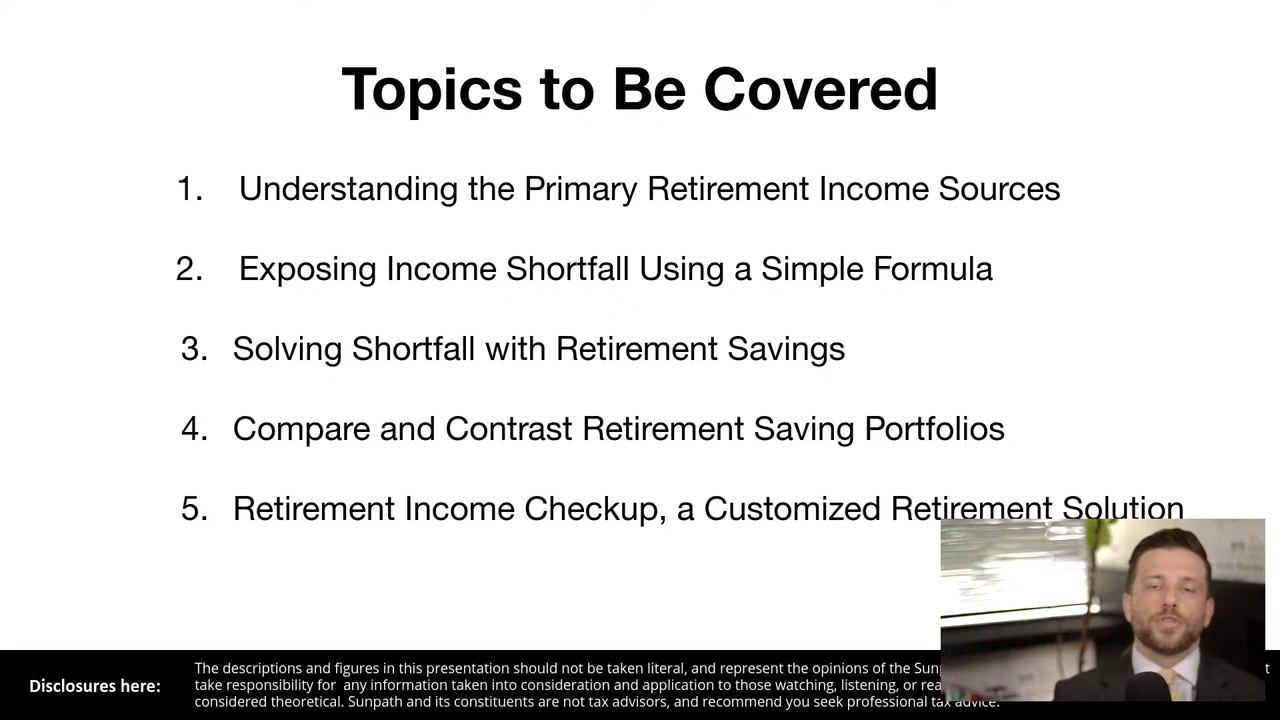 Topics to Be Covered
1. Understanding the Primary Retirement Income Sources
2. Exposing Income Shortfall Using a Simple Formula
3. Solving Shortfall with Retirement Savings
4. Compare and Contrast Retirement Saving Portfolios
5. Retirement Income Checkup, a Customized Retirement Solution
Disclosures here:
The descriptions and figures in this presentation should not be taken literal, and represent the opinions of the
take responsibility for any information taken into consideration and application to those watching, listening, or
considered theoretical. Sunpath and its constituents are not tax advisors, and recommend you seek professional tax advice.